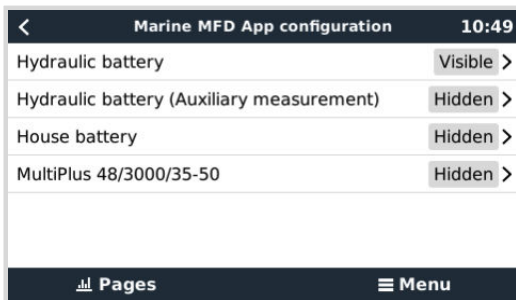 Marine MFD App configuration 10:49
Hydraulic battery Visible
Hydraulic battery (Auxiliary measurement) Hidden
House battery Hidden
MultiPlus 48/3000/35-50 Hidden
Pages Menu